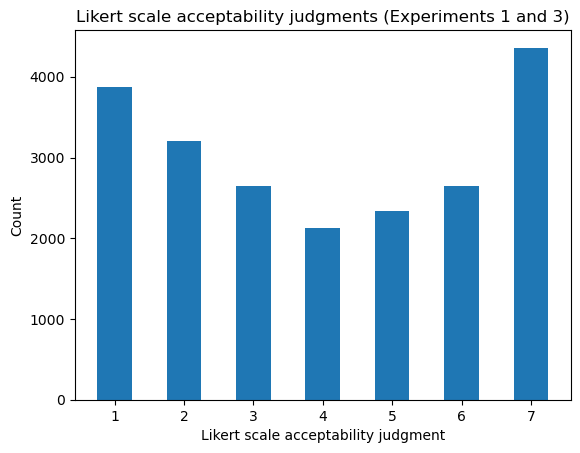 Likert scale acceptability judgments (Experiments 1 and 3)
Count
4000
3000
2000
1000
0
1 2 3 4 5 6 7
Likert scale acceptability judgment